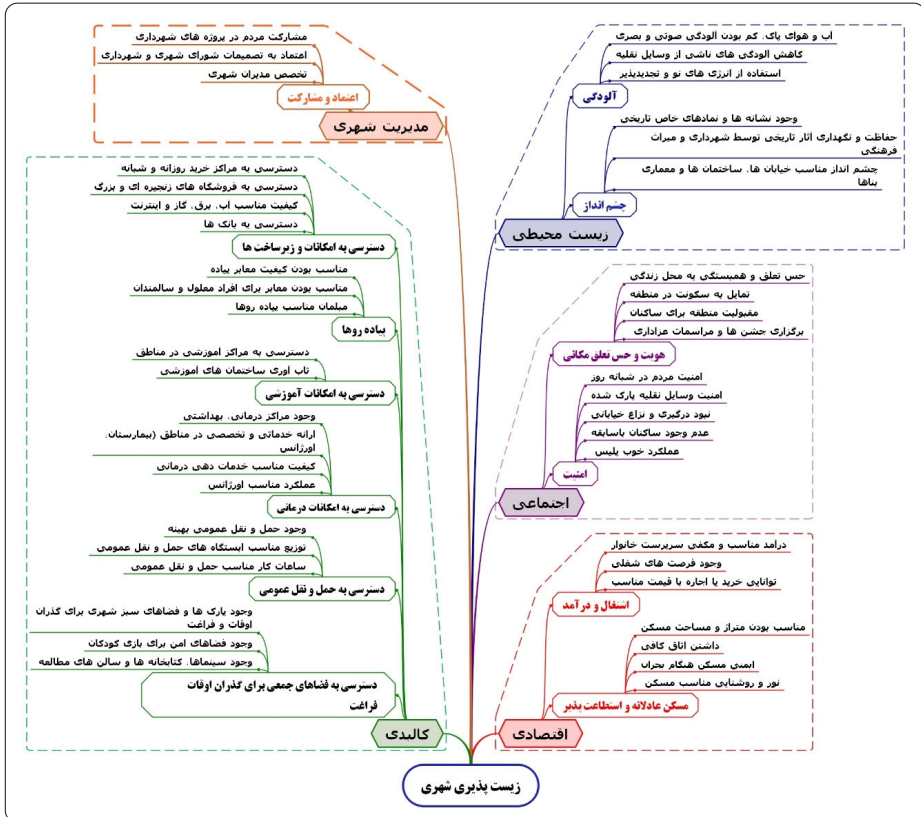 آب و هوای پاک، کم بودن آلودگی صوتی و بصری
کاهش آلودگی های ناشی از وسایل نقلیه
استفاده از انرژی های نو و تجدیدپذیر
آلودگی
وجود نشانه ها و نمادهای خاص تاریخی
حفاظت و نگهداری آثار تاریخی توسط شهرداری و میراث
فرهنگی
چشم انداز مناسب خیابان ها، ساختمان ها و معماری
بناها
چشم انداز
زیست محیطی
حس تعلق و همبستگی به محل زندگی
تمایل به سکونت در منطقه
مقبولیت منطقه برای ساکنان
برگزاری جشن ها و مراسمات عزاداری
هویت و حس تعلق مکانی
امنیت مردم در شبانه روز
امنیت وسایل نقلیه پارک شده
نبود درگیری و نزاع خیابانی
عدم وجود ساکنان باسابقه
عملکرد خوب پلیس
امنیت
اجتماعی
درآمد مناسب و مکفی سرپرست خانوار
وجود فرصت های شغلی
توانایی خرید یا اجاره با قیمت مناسب
اشتغال و درآمد
مناسب بودن متراژ و مساحت مسکن
داشتن اتاق کافی
ایمنی مسکن هنگام بحران
نور و روشنایی مناسب مسکن
مسکن عادلانه و استطاعت پذیر
اقتصادی
مشارکت مردم در پروژه های شهرداری
اعتماد به تصمیمات شورای شهری و شهرداری
تخصص مدیران شهری
اعتماد و مشارکت
مدیریت شهری
دسترسی به مراکز خرید روزانه و شبانه
دسترسی به فروشگاه های زنجیره ای و بزرگ
کیفیت مناسب آب، برق، گاز و اینترنت
دسترسی به بانک ها
دسترسی به امکانات و زیرساخت ها
مناسب بودن کیفیت معابر پیاده
مناسب بودن معابر برای افراد معلول و سالمندان
مبلمان مناسب پیاده روها
پیاده روها
دسترسی به مراکز آموزشی در مناطق
تاب آوری ساختمان های آموزشی
دسترسی به امکانات آموزشی
وجود مراکز درمانی، بهداشتی
ارائه خدماتی و تخصصی در مناطق (بیمارستان،
اورژانس
کیفیت مناسب خدمات دهی درمانی
عملکرد مناسب اورژانس
دسترسی به امکانات درمانی
وجود حمل و نقل عمومی بهینه
توزیع مناسب ایستگاه های حمل و نقل عمومی
ساعات کار مناسب حمل و نقل عمومی
دسترسی به حمل و نقل عمومی
وجود پارک ها و فضاهای سبز شهری برای گذران
اوقات و فراغت
وجود فضاهای امن برای بازی کودکان
وجود سینماها، کتابخانه ها و سالن های مطالعه
دسترسی به فضاهای جمعی برای گذران اوقات
فراغت
کالبدی
زیست پذیری شهری